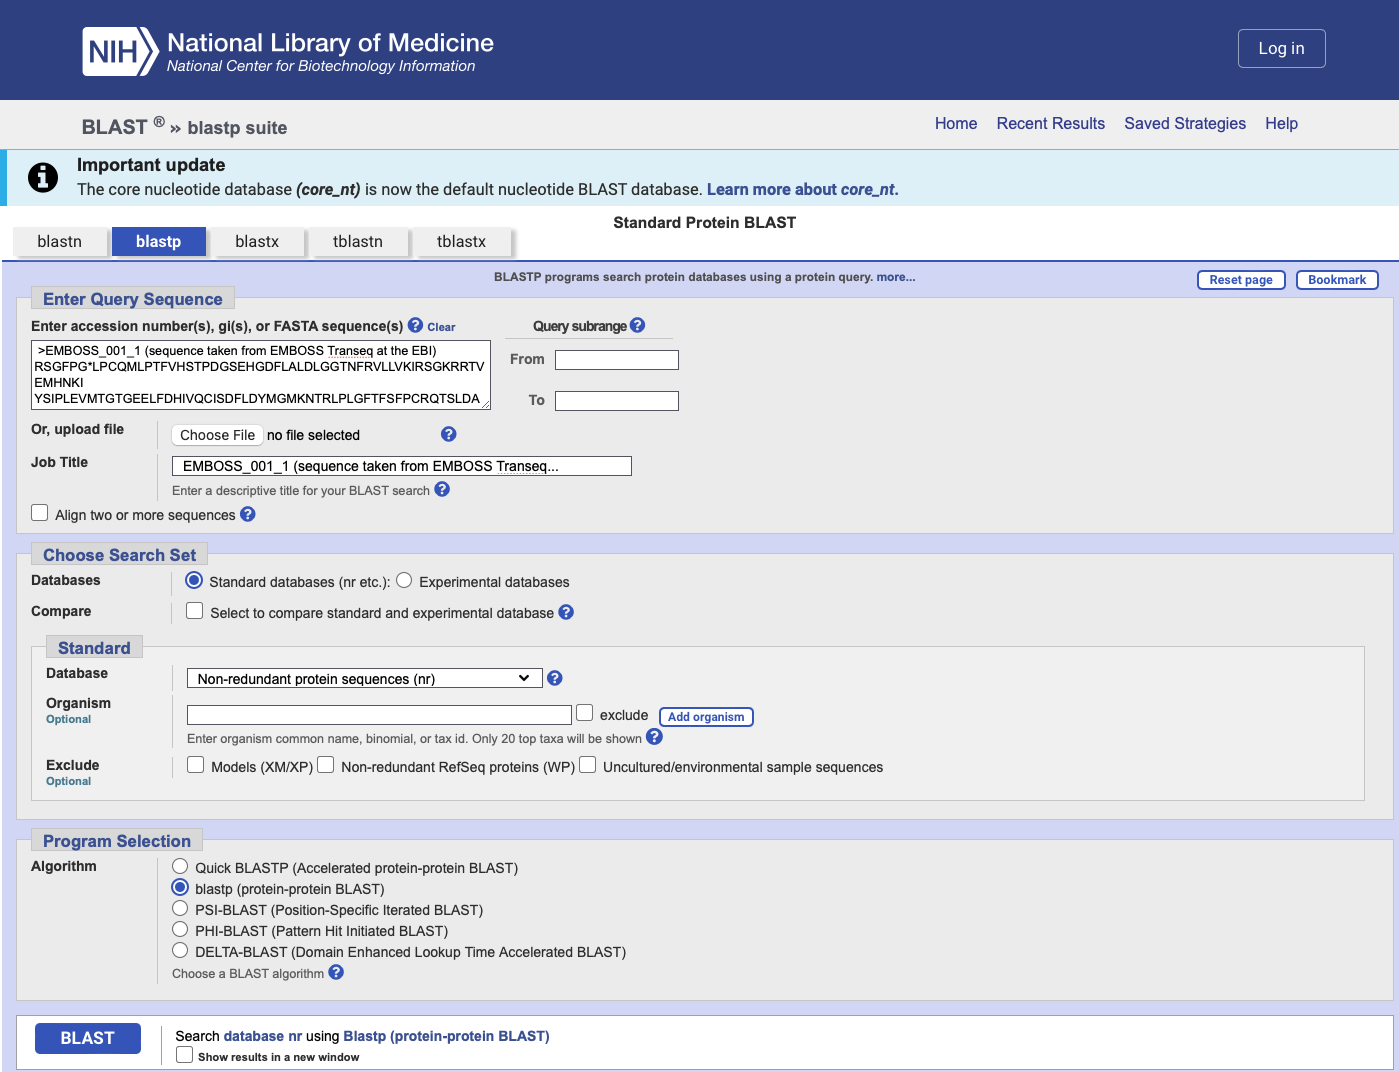 NIH National Library of Medicine
National Center for Biotechnology Information
Log in
BLAST ® » blastp suite
Home Recent Results Saved Strategies Help
Important update
The core nucleotide database (core_nt) is now the default nucleotide BLAST database. Learn more about core_nt.
Standard Protein BLAST
blastn blastp blastx tblastn tblastx
BLASTP programs search protein databases using a protein query. more...
Reset page Bookmark
Enter Query Sequence
Enter accession number(s), gi(s), or FASTA sequence(s) ? Clear
Query subrange ?
>EMBOSS_001_1 (sequence taken from EMBOSS Transeq at the EBI)
RSGFPG*LPCQMLPTFVHSTPDGSEHGDFLALDLGGTNFRVLLVKIRSGKRRTV
EMHNKI
YSIPLEVMTGTGEELFDHIVQCISDFLDYMGMKNTRLPLGFTFSFPCRQTSLDA
From
To
Or, upload file
Choose File no file selected ?
Job Title
EMBOSS_001_1 (sequence taken from EMBOSS Transeq...
Enter a descriptive title for your BLAST search ?
Align two or more sequences ?
Choose Search Set
Databases
Standard databases (nr etc.): Experimental databases
Compare
Select to compare standard and experimental database ?
Standard
Database
Non-redundant protein sequences (nr) ?
Organism
Optional
exclude Add organism
Enter organism common name, binomial, or tax id. Only 20 top taxa will be shown ?
Exclude
Optional
Models (XM/XP) Non-redundant RefSeq proteins (WP) Uncultured/environmental sample sequences
Program Selection
Algorithm
Quick BLASTP (Accelerated protein-protein BLAST)
blastp (protein-protein BLAST)
PSI-BLAST (Position-Specific Iterated BLAST)
PHI-BLAST (Pattern Hit Initiated BLAST)
DELTA-BLAST (Domain Enhanced Lookup Time Accelerated BLAST)
Choose a BLAST algorithm ?
BLAST
Search database nr using Blastp (protein-protein BLAST)
Show results in a new window